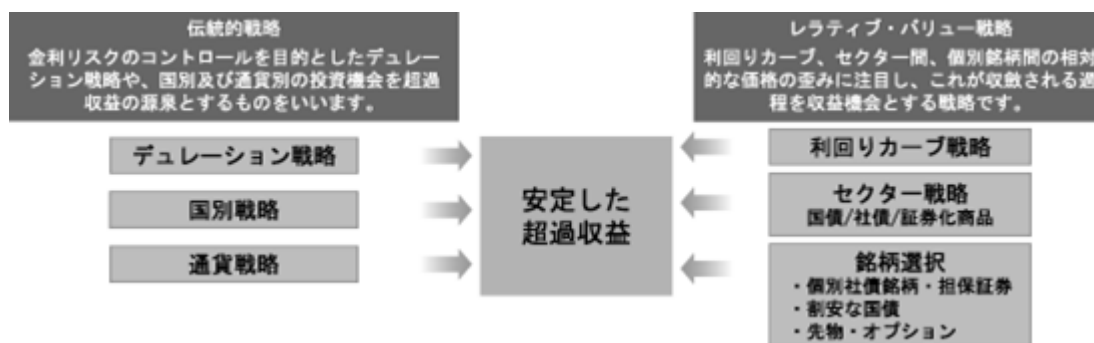 伝統的戦略
金利リスクのコントロールを目的としたデュレー
ション戦略や、国別及び通貨別の投資機会を超過
収益の源泉とするものをいいます。
デュレーション戦略
国別戦略
通貨戦略
安定した
超過収益
レラティブ・バリュー戦略
利回りカーブ、セクター間、個別銘柄間の相対
的な価格の歪みに注目し、これが収斂される過
程を収益機会とする戦略です。
利回りカーブ戦略
セクター戦略
国債/社債/証券化商品
銘柄選択
・個別社債銘柄・担保証券
・割安な国債
・先物・オプション